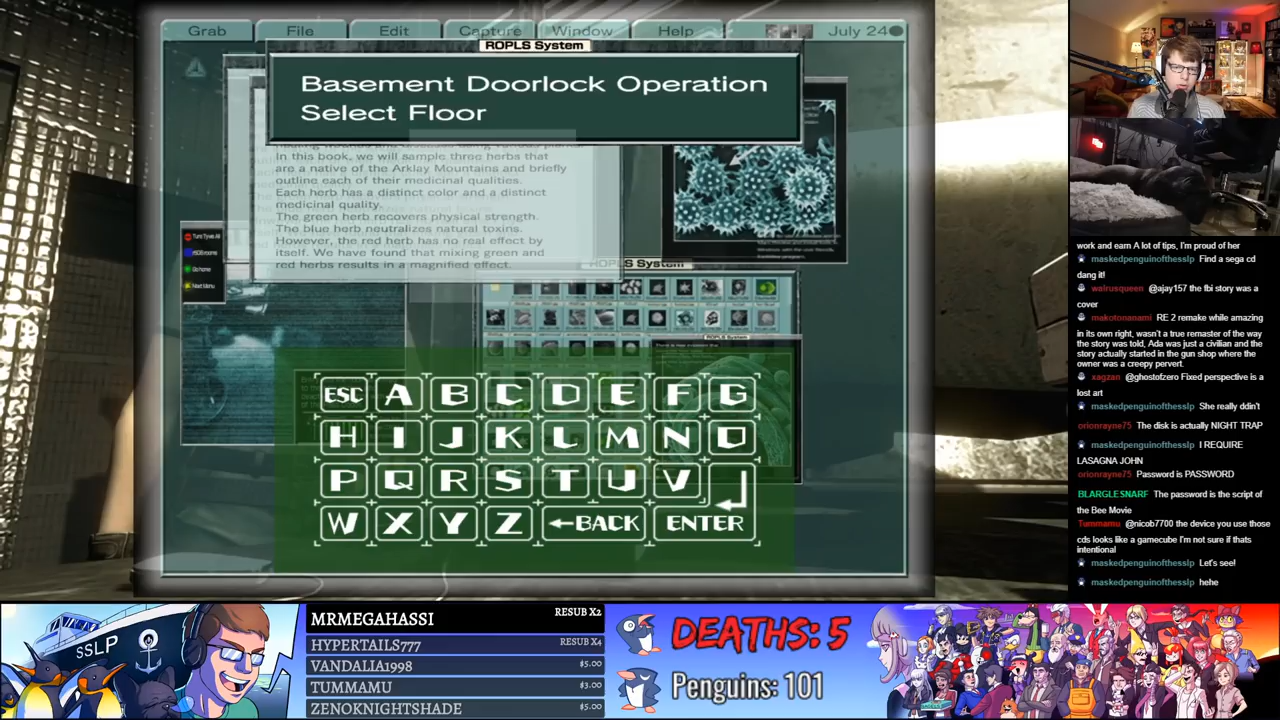 Grab File Edit Capture Window Help July 24
ROPLS System
Basement Doorlock Operation
Select Floor
In this book, we will sample three herbs that
are a native of the Arklay Mountains and briefly
outline each of their medicinal qualities.
Each herb has a distinct color and a distinct
medicinal quality.
The green herb recovers physical strength.
The blue herb neutralizes natural toxins.
However, the red herb has no real effect by
itself. We have found that mixing green and
red herbs results in a magnified effect.
Go home
Next Menu
ROPLS System
ROPLS System
ESC A B C D E F G
H I J K L M N O
P Q R S T U V
W X Y Z ←BACK ENTER
work and earn A lot of tips, I'm proud of her
maskedpenguinofthesslp Find a sega cd
dang it!
walrusqueen @ajay157 the fbi story was a
cover
makotonanami RE 2 remake while amazing
in its own right, wasn't a true remaster of the way
the story was told, Ada was just a civilian and the
story actually started in the gun shop where the
owner was a creepy pervert.
xagzan @ghostofzero Fixed perspective is a
lost art
maskedpenguinofthesslp She really ddin't
orionrayne75 The disk is actually NIGHT TRAP
maskedpenguinofthesslp I REQUIRE
LASAGNA JOHN
orionrayne75 Password is PASSWORD
BLARGLESNARF The password is the script of
the Bee Movie
Tummamu @nicob7700 the device you use those
cds looks like a gamecube I'm not sure if thats
intentional
maskedpenguinofthesslp Let's see!
maskedpenguinofthesslp hehe
SSLP
MRMEGAHASSI RESUB X2
HYPERTAILS777 RESUB X4
VANDALIA1998 $5.00
TUMMAMU $3.00
ZENOKNIGHTSHADE $5.00
DEATHS: 5
Penguins: 101